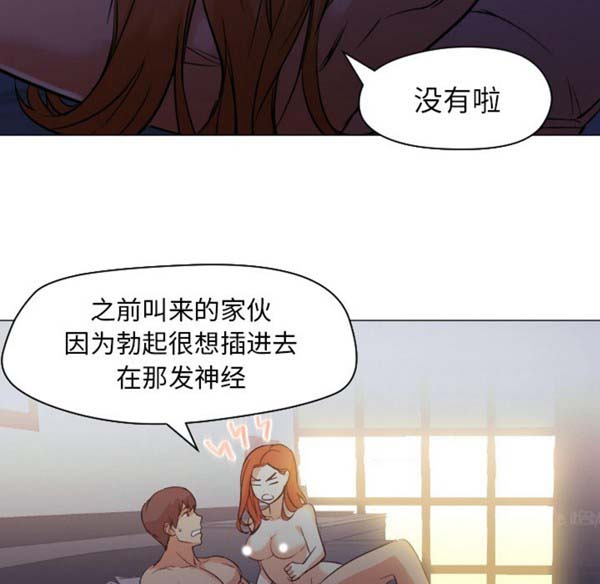 没有啦
之前叫来的家伙
因为勃起很想插进去
在那发神经